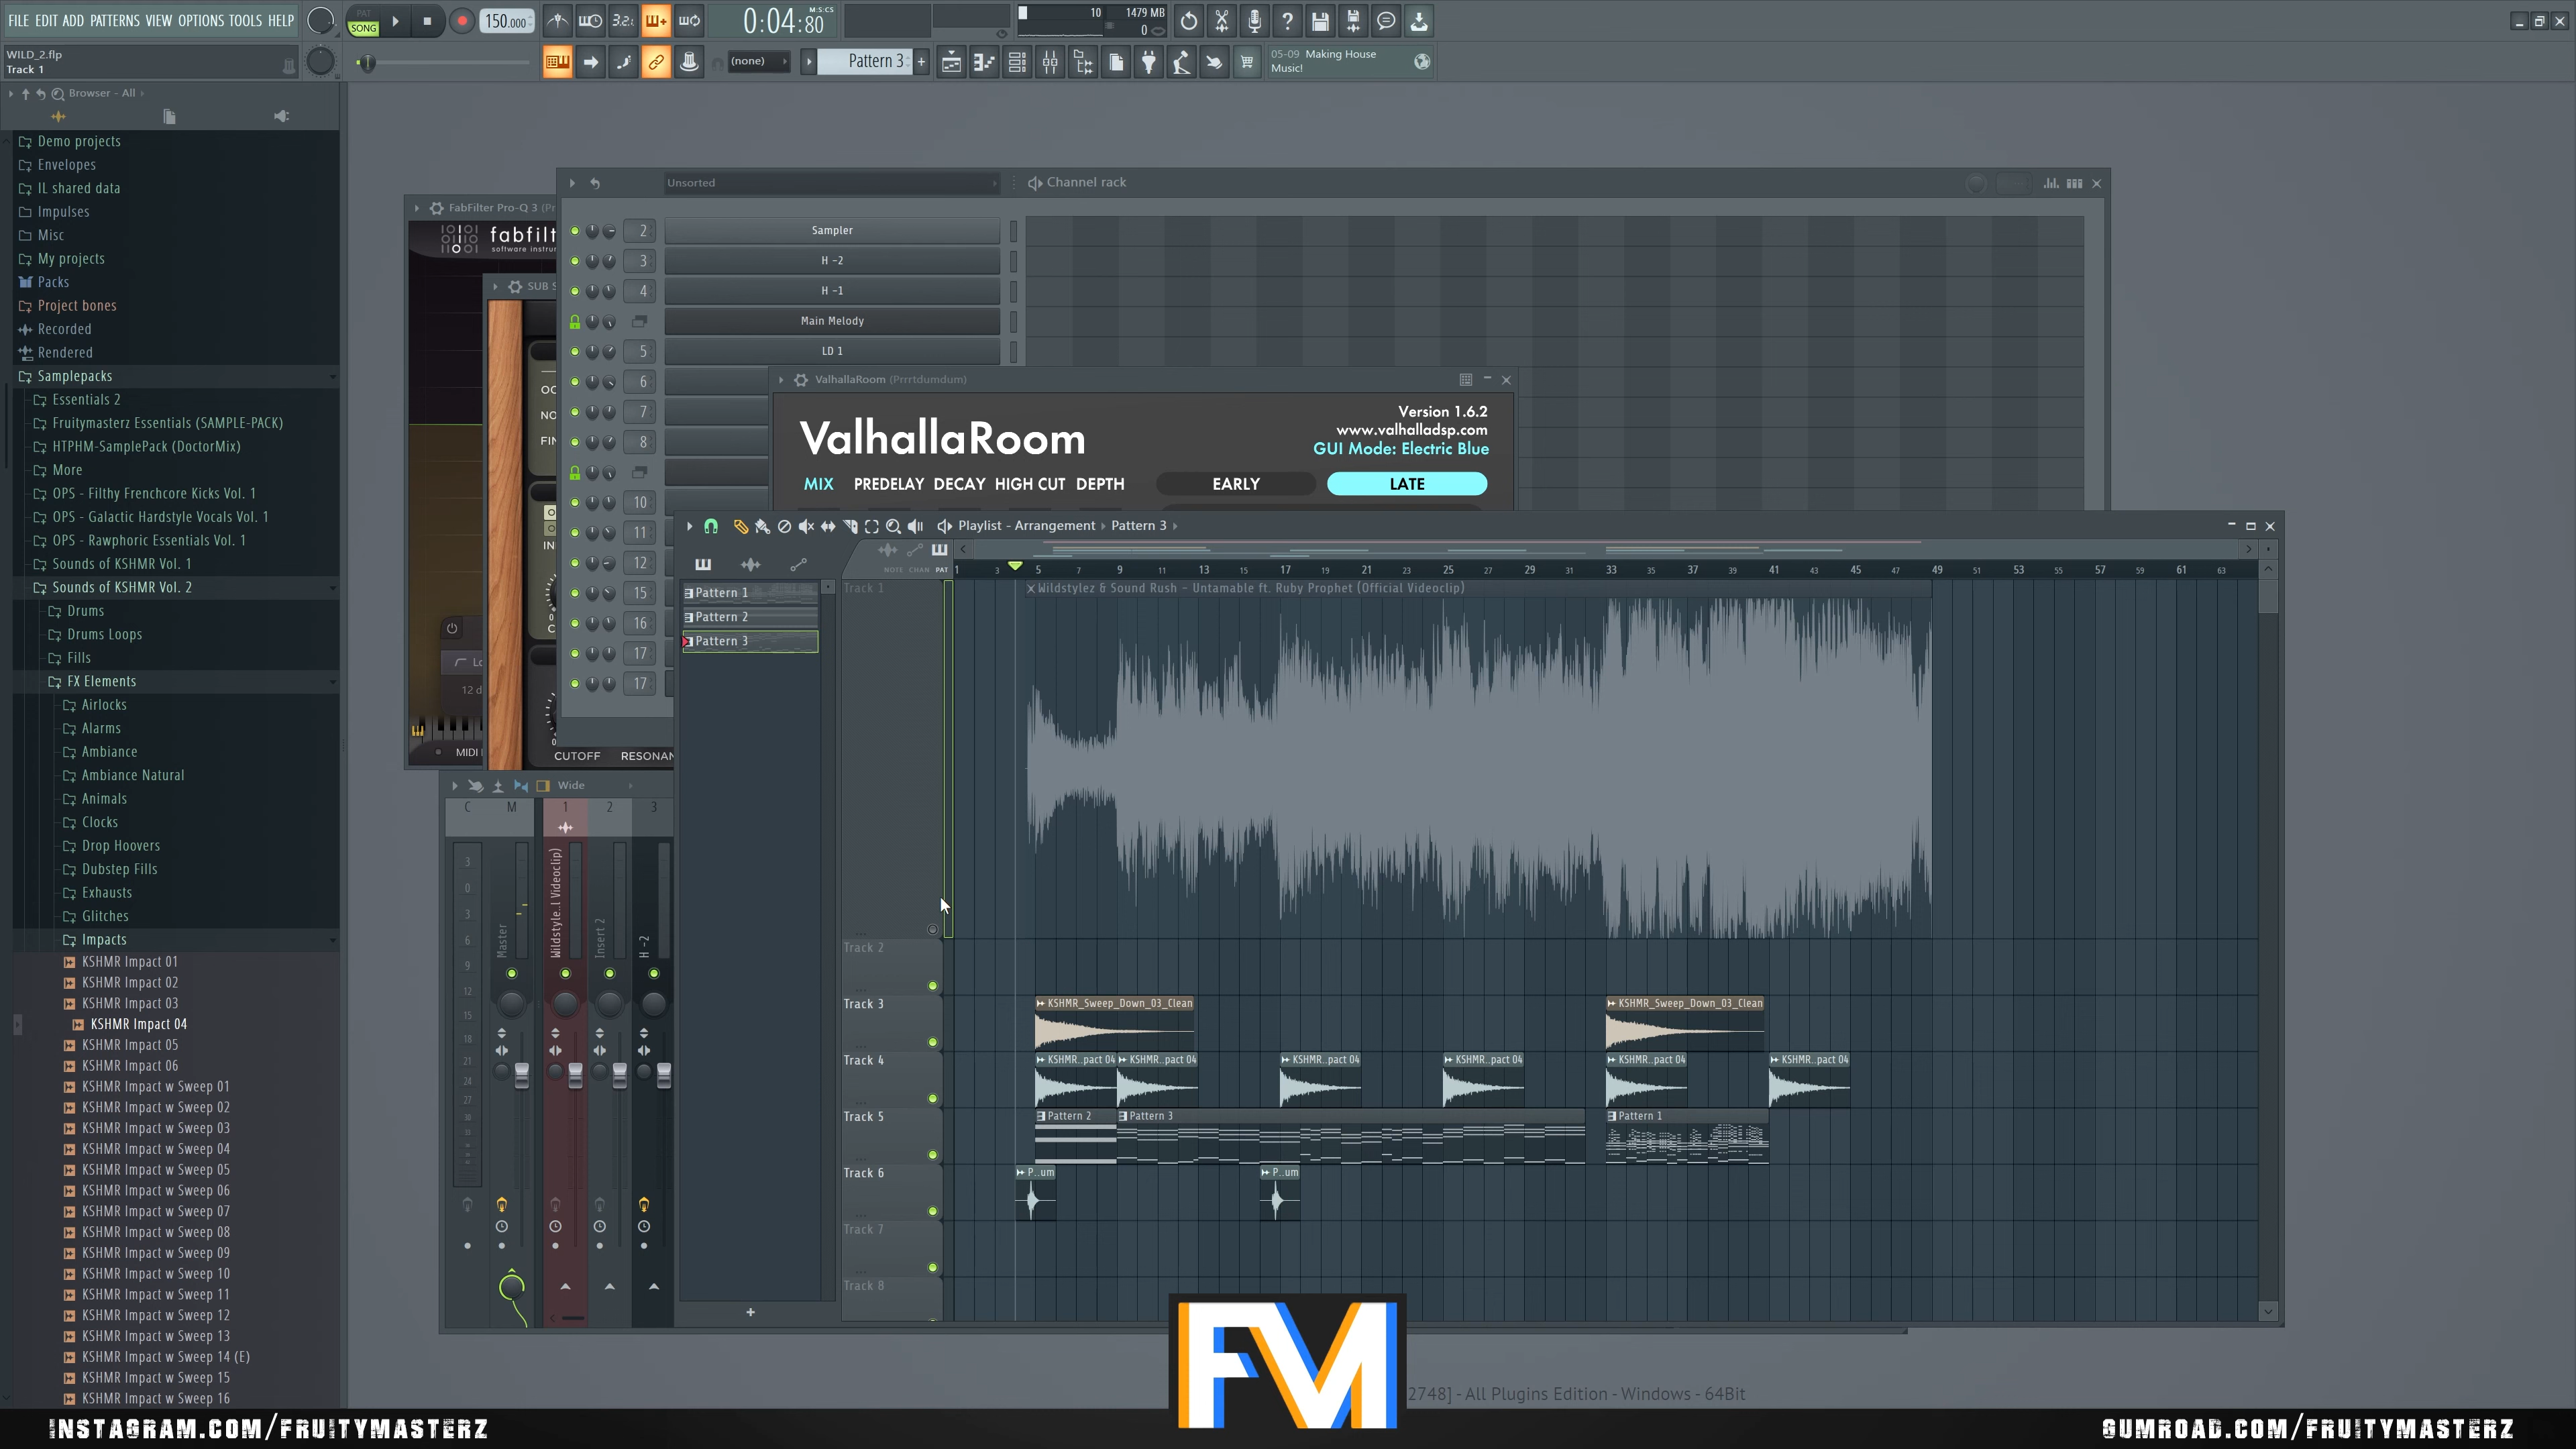 FILE EDIT ADD PATTERNS VIEW OPTIONS TOOLS HELP
PAT
SONG
150.000
3.2.
0:04:80
M:S:CS
10
1479 MB
0
WILD_2.flp
Track 1
(none)
Pattern 3
05-09 Making House
Music!
Browser - All
Demo projects
Envelopes
IL shared data
Impulses
Misc
My projects
Packs
Project bones
Recorded
Rendered
Samplepacks
Essentials 2
Fruitymasterz Essentials (SAMPLE-PACK)
HTPHM-SamplePack (DoctorMix)
More
OPS - Filthy Frenchcore Kicks Vol. 1
OPS - Galactic Hardstyle Vocals Vol. 1
OPS - Rawphoric Essentials Vol. 1
Sounds of KSHMR Vol. 1
Sounds of KSHMR Vol. 2
Drums
Drums Loops
Fills
FX Elements
Airlocks
Alarms
Ambiance
Ambiance Natural
Animals
Clocks
Drop Hoovers
Dubstep Fills
Exhausts
Glitches
Impacts
KSHMR Impact 01
KSHMR Impact 02
KSHMR Impact 03
KSHMR Impact 04
KSHMR Impact 05
KSHMR Impact 06
KSHMR Impact w Sweep 01
KSHMR Impact w Sweep 02
KSHMR Impact w Sweep 03
KSHMR Impact w Sweep 04
KSHMR Impact w Sweep 05
KSHMR Impact w Sweep 06
KSHMR Impact w Sweep 07
KSHMR Impact w Sweep 08
KSHMR Impact w Sweep 09
KSHMR Impact w Sweep 10
KSHMR Impact w Sweep 11
KSHMR Impact w Sweep 12
KSHMR Impact w Sweep 13
KSHMR Impact w Sweep 14 (E)
KSHMR Impact w Sweep 15
KSHMR Impact w Sweep 16
FabFilter Pro-Q 3 (Pr
fabfilt
software instrum
SUB S
OC
NO
FIN
IN
CUTOFF RESONAN
12 d
MIDI
Unsorted
Channel rack
2 Sampler
3 H -2
4 H -1
Main Melody
5 LD 1
6
7
8
10
11
12
15
16
17
17
ValhallaRoom (Prrrtdumdum)
ValhallaRoom
Version 1.6.2
www.valhalladsp.com
GUI Mode: Electric Blue
MIX PREDELAY DECAY HIGH CUT DEPTH EARLY LATE
Playlist - Arrangement Pattern 3
NOTE CHAN PAT
1 3 5 7 9 11 13 15 17 19 21 23 25 27 29 31 33 35 37 39 41 43 45 47 49 51 53 55 57 59 61 63
Pattern 1
Pattern 2
Pattern 3
Track 1
Wildstylez & Sound Rush - Untamable ft. Ruby Prophet (Official Videoclip)
Track 2
Track 3
KSHMR_Sweep_Down_03_Clean
KSHMR_Sweep_Down_03_Clean
Track 4
KSHMR..pact 04
KSHMR..pact 04
KSHMR..pact 04
KSHMR..pact 04
KSHMR..pact 04
KSHMR..pact 04
Track 5
Pattern 2
Pattern 3
Pattern 1
Track 6
P..um
P..um
Track 7
Track 8
Wide
C M 1 2 3
3
0
3
6
9
12
15
18
21
24
27
Master
Wildstyle..l Videoclip)
Insert 2
H -2
FM
2748] - All Plugins Edition - Windows - 64Bit
INSTAGRAM.COM/FRUITYMASTERZ
GUMROAD.COM/FRUITYMASTERZ